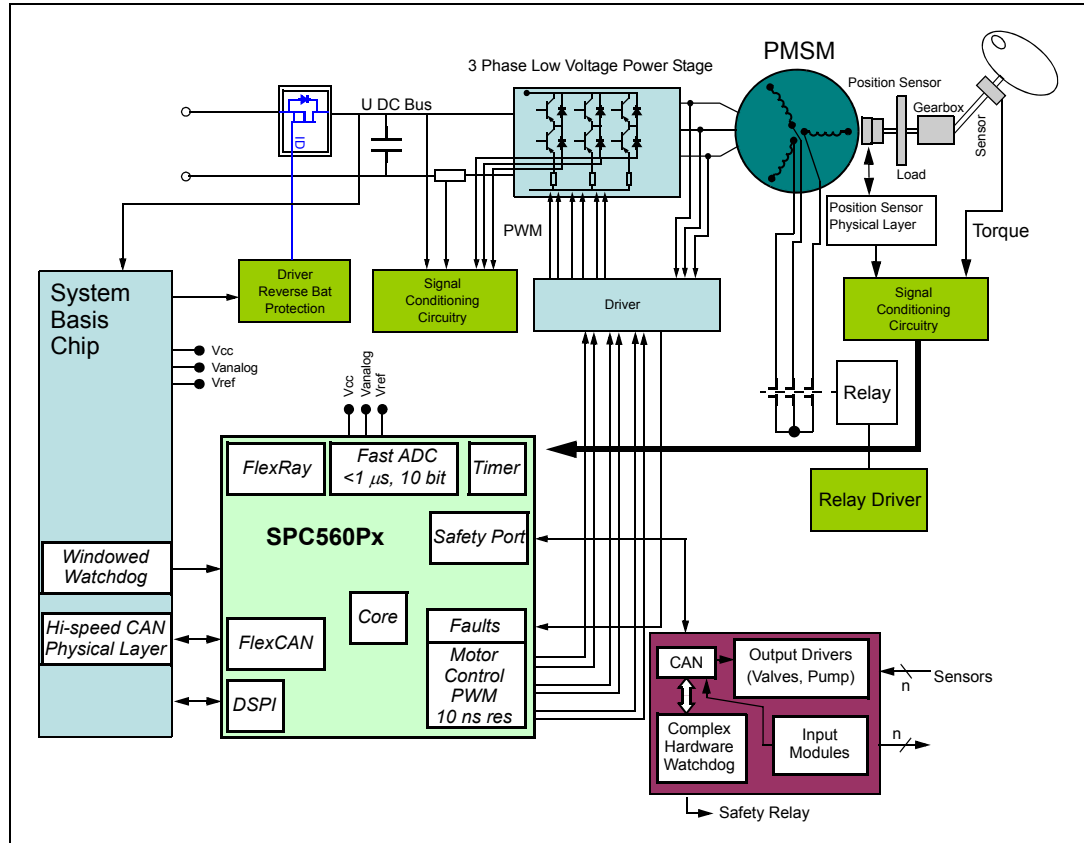 PMSM
3 Phase Low Voltage Power Stage
Position Sensor
U DC Bus
Gearbox
Sensor
ID
Load
Position Sensor
Physical Layer
PWM
Torque
System
Basis
Chip
Driver
Reverse Bat
Protection
Signal
Conditioning
Circuitry
Driver
Signal
Conditioning
Circuitry
Vcc
Vanalog
Vref
Vcc
Vanalog
Vref
Relay
FlexRay
Fast ADC
<1 μs, 10 bit
Timer
Relay Driver
SPC560Px
Safety Port
Windowed
Watchdog
Core
Hi-speed CAN
Physical Layer
FlexCAN
Faults
Motor
Control
PWM
10 ns res
DSPI
CAN
Output Drivers
(Valves, Pump)
n
Sensors
Complex
Hardware
Watchdog
Input
Modules
n
Safety Relay